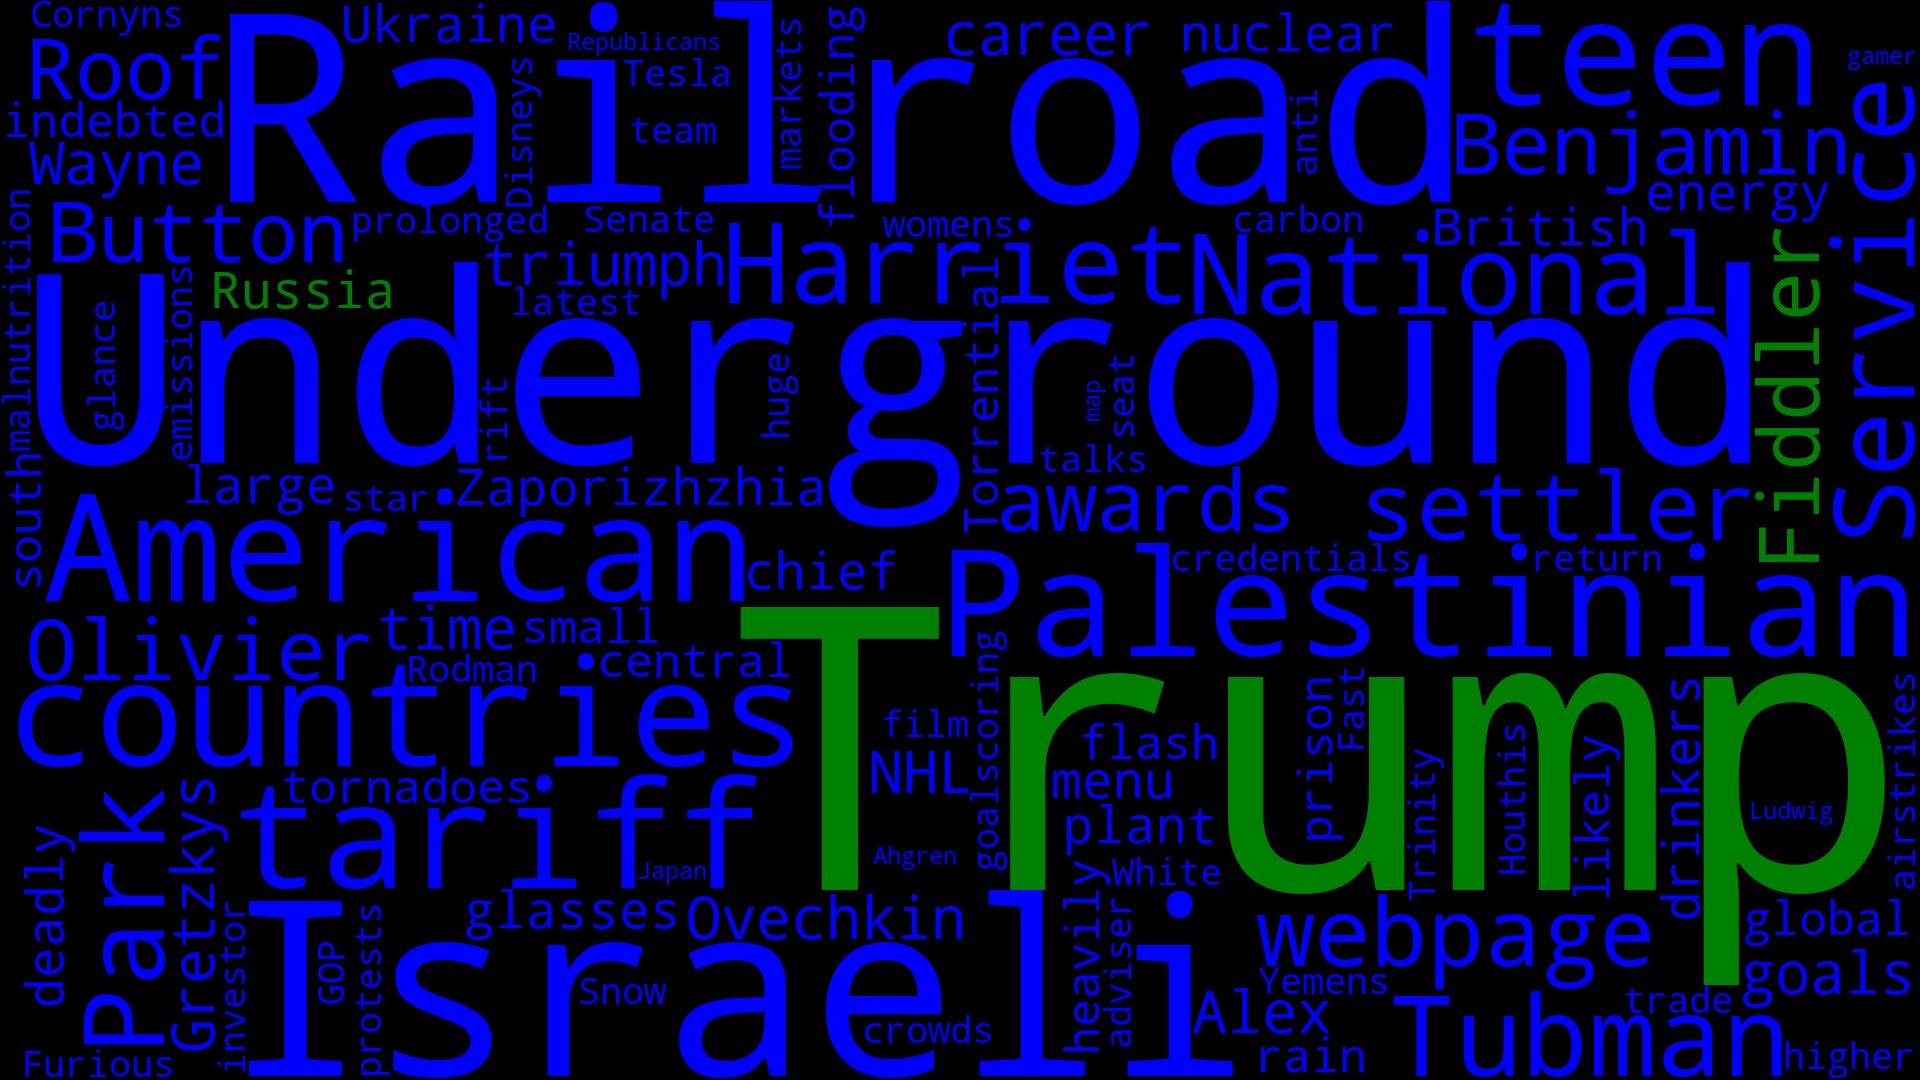 Cornyns
Ukraine
Republicans
career
nuclear
teen
gamer
Roof
Railroad
Tesla
Disneys
markets
flooding
indebted
team
anti
Benjamin
Service
Wayne
energy
Button
prolonged
Senate
womens
carbon
British
malnutrition
triumph
Harriet
National
Fiddler
Russia
latest
Torrential
emissions
glance
Underground
rift
huge
map
seat
talks
south
large
star
Zaporizhzhia
awards
settler
American
chief
credentials
return
Palestinian
Olivier
time
small
Trump
Rodman
central
goalscoring
countries
film
flash
prison
Fast
drinkers
airstrikes
NHL
menu
Trinity
Houthis
likely
tornadoes
Park
Gretzkys
tariff
plant
Ludwig
deadly
Japan
Ahgren
White
heavily
glasses
Ovechkin
adviser
webpage
global
investor
GOP
protests
Israeli
Snow
Yemens
goals
crowds
Alex
Tubman
trade
Furious
rain
higher